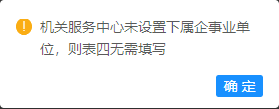 机关服务中心未设置下属企事业单
位，则表四无需填写
确定